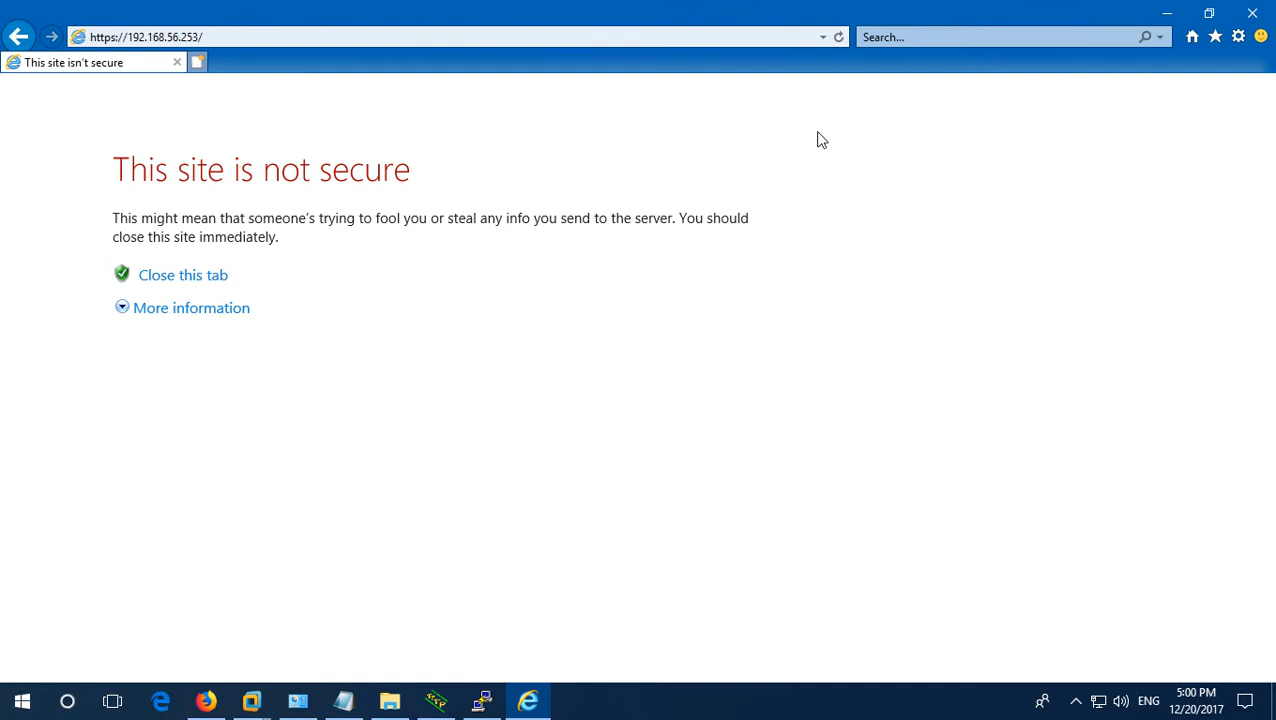 https://192.168.56.253/
Search...
This site isn't secure
This site is not secure
This might mean that someone's trying to fool you or steal any info you send to the server. You should
close this site immediately.
Close this tab
More information
ENG
5:00 PM
12/20/2017